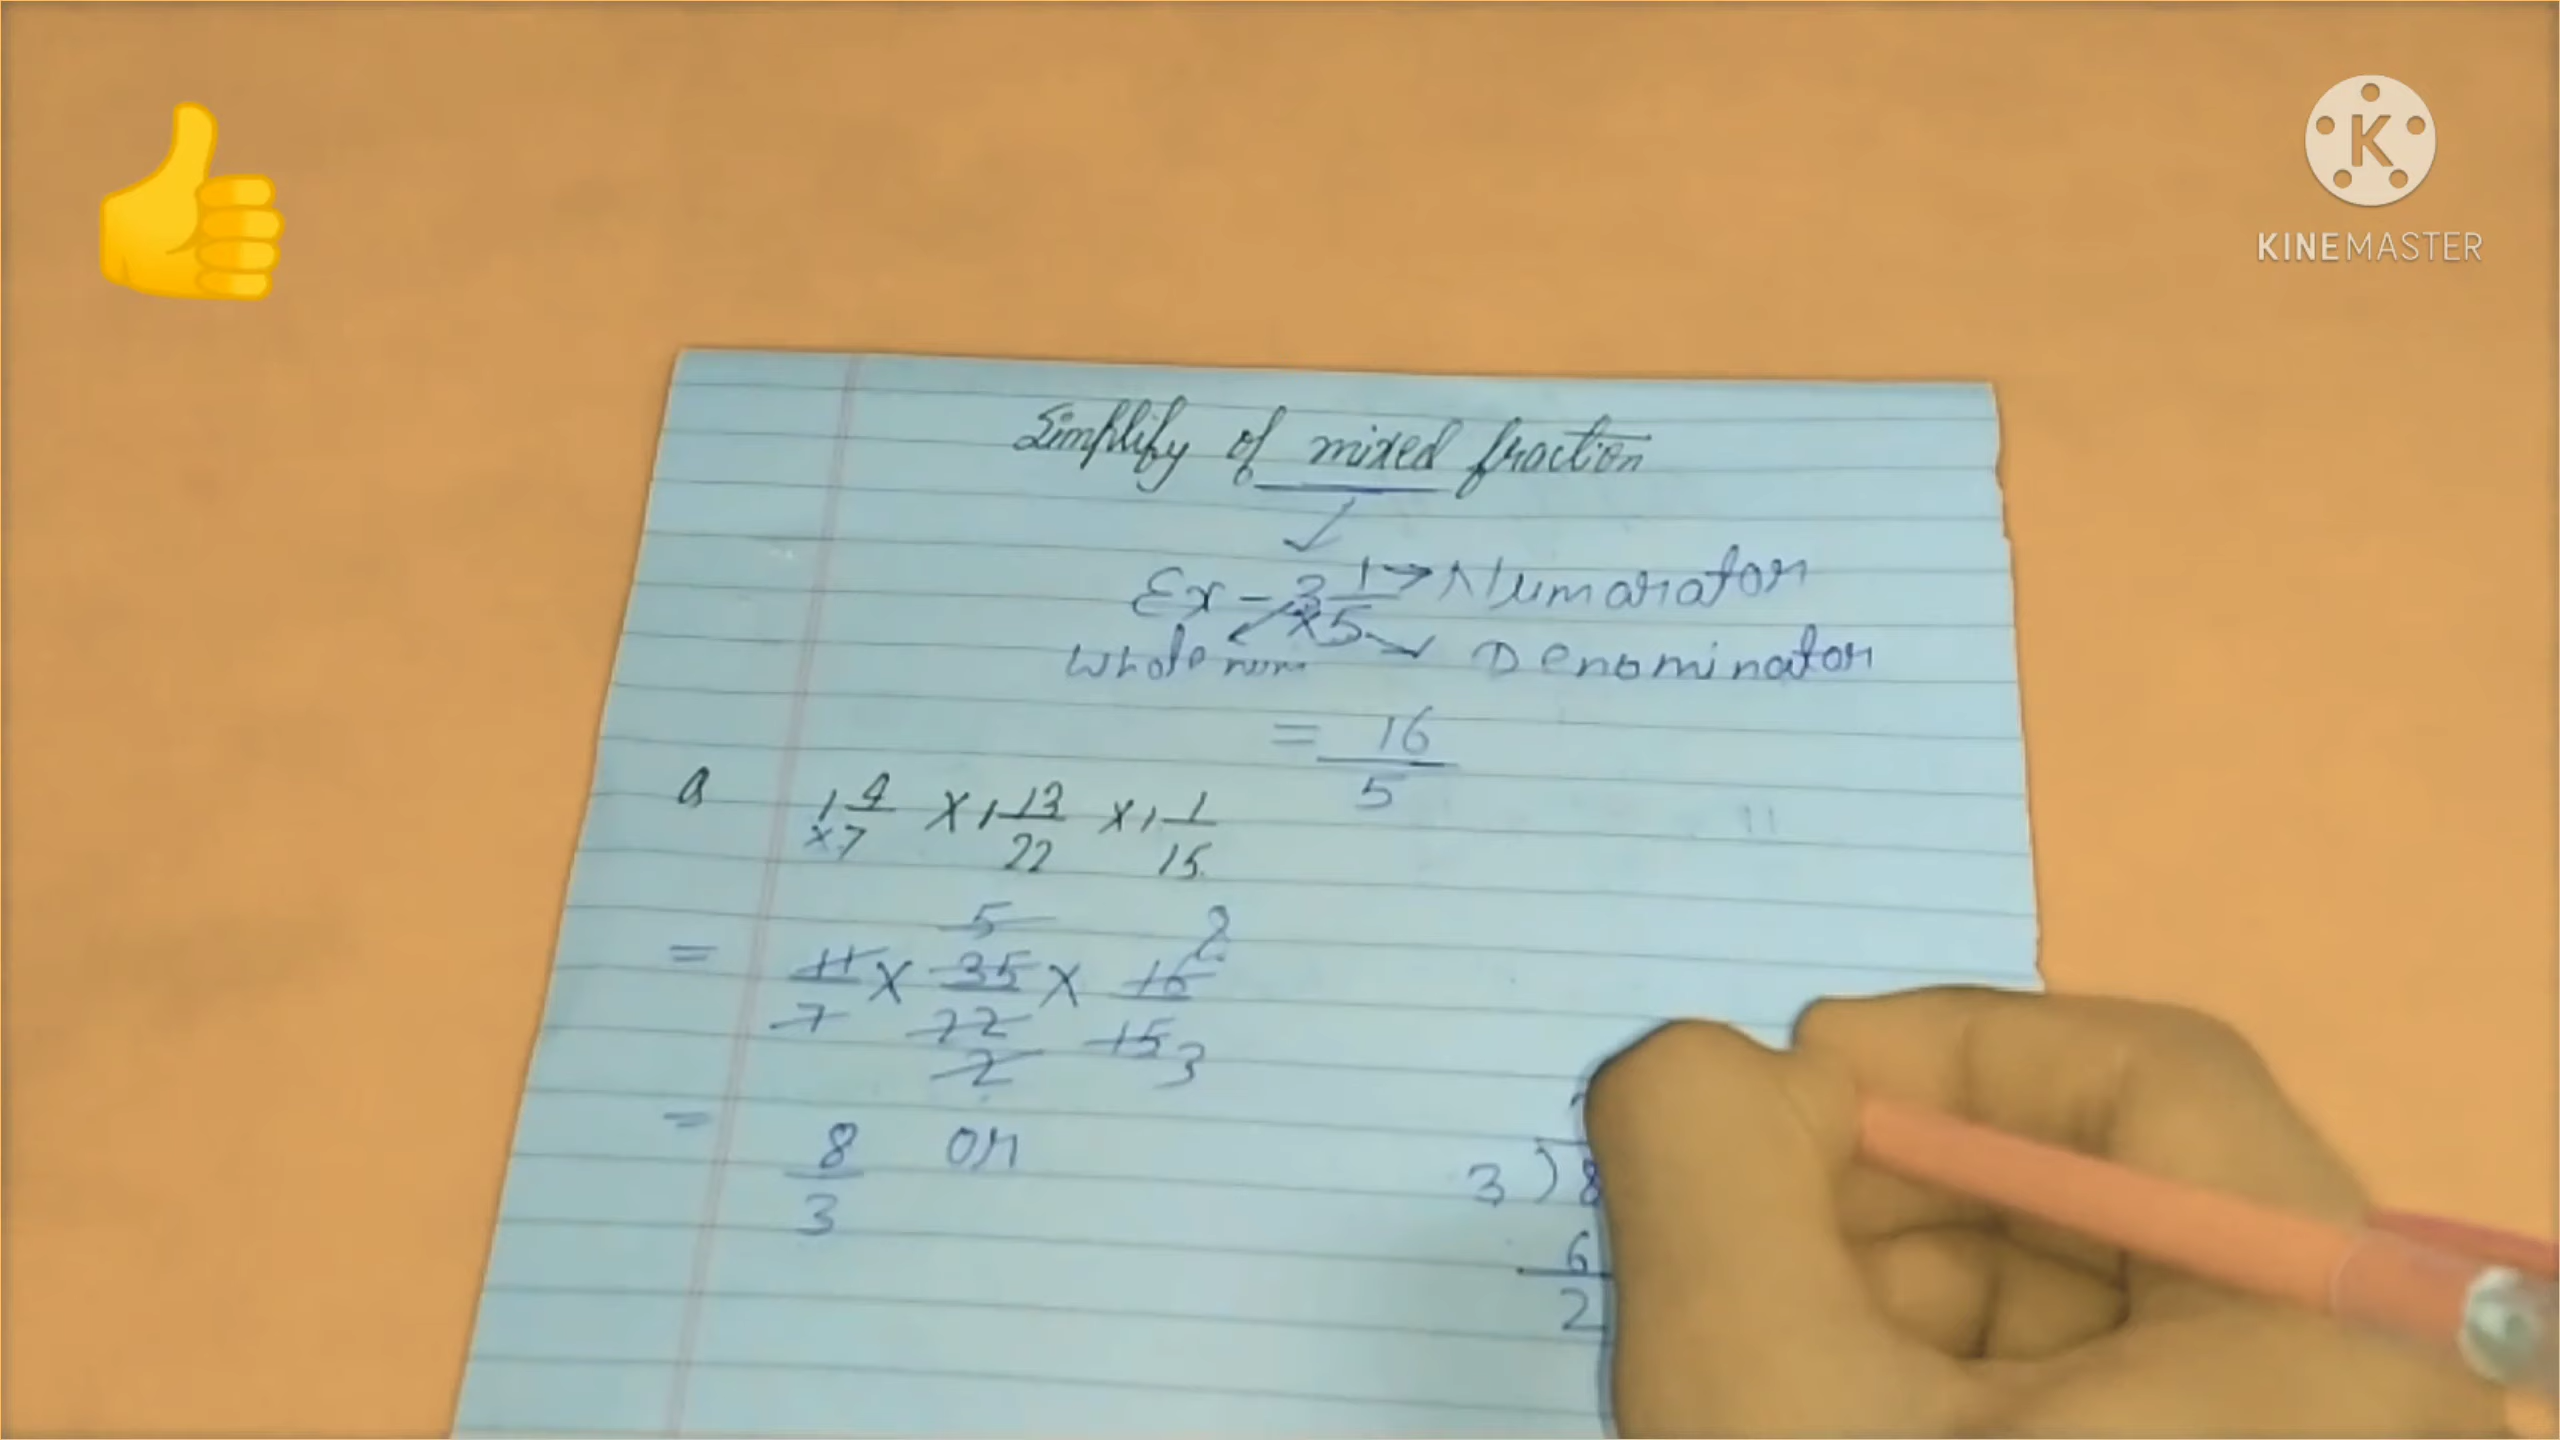 KINEMASTER
Simplify of mixed fraction
Ex - 3 1/5 → Numarator
Whole num
Denominator
= 16/5
a 1 4/×7 × 1 13/22 × 1 1/15
5 8
= 11/7 × 35/22 × 16/15 3
2
= 8/3 or
3 ) 8
6
2